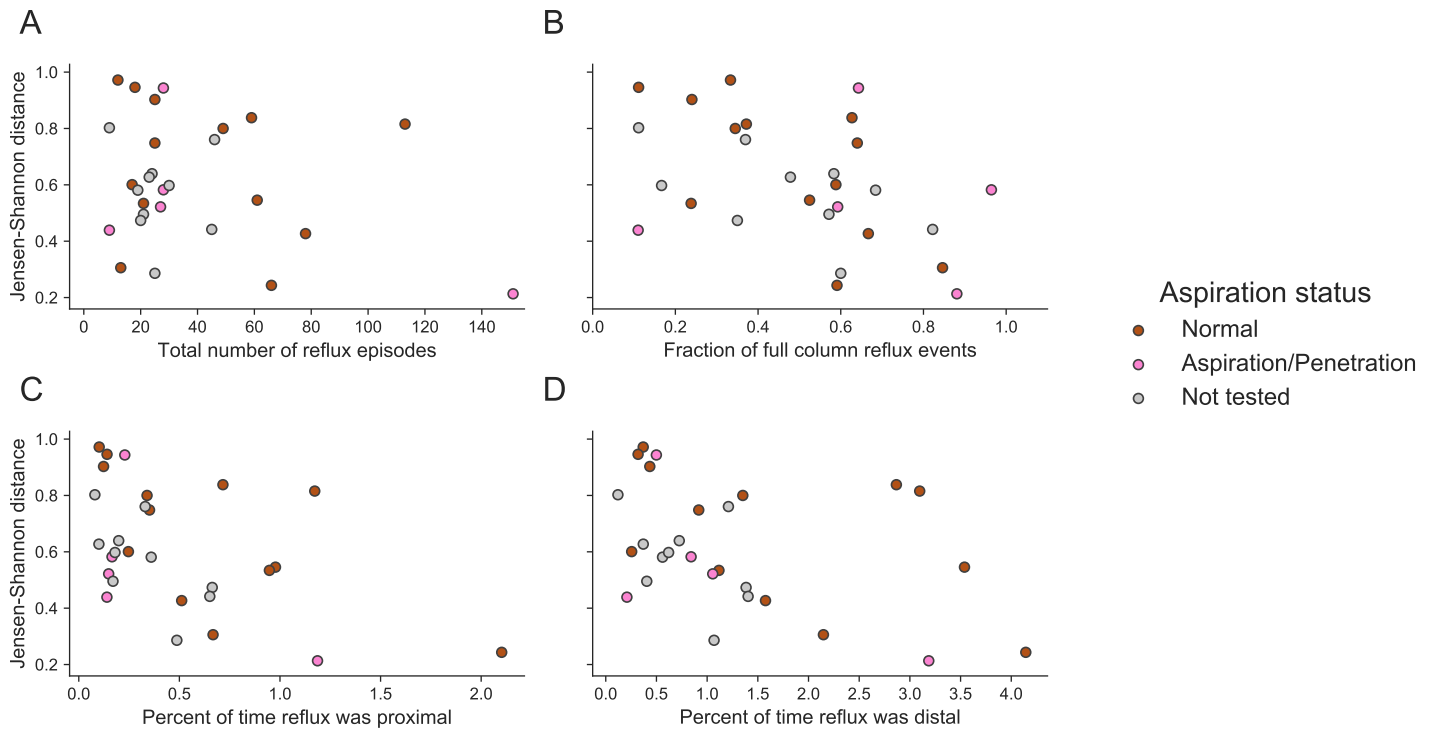 A
B
1.0
0.8
0.6
0.4
0.2
Jensen-Shannon distance
0 20 40 60 80 100 120 140
0.0 0.2 0.4 0.6 0.8 1.0
Total number of reflux episodes
Fraction of full column reflux events
Aspiration status
Normal
Aspiration/Penetration
Not tested
C
D
1.0
0.8
0.6
0.4
0.2
Jensen-Shannon distance
0.0 0.5 1.0 1.5 2.0
0.0 0.5 1.0 1.5 2.0 2.5 3.0 3.5 4.0
Percent of time reflux was proximal
Percent of time reflux was distal